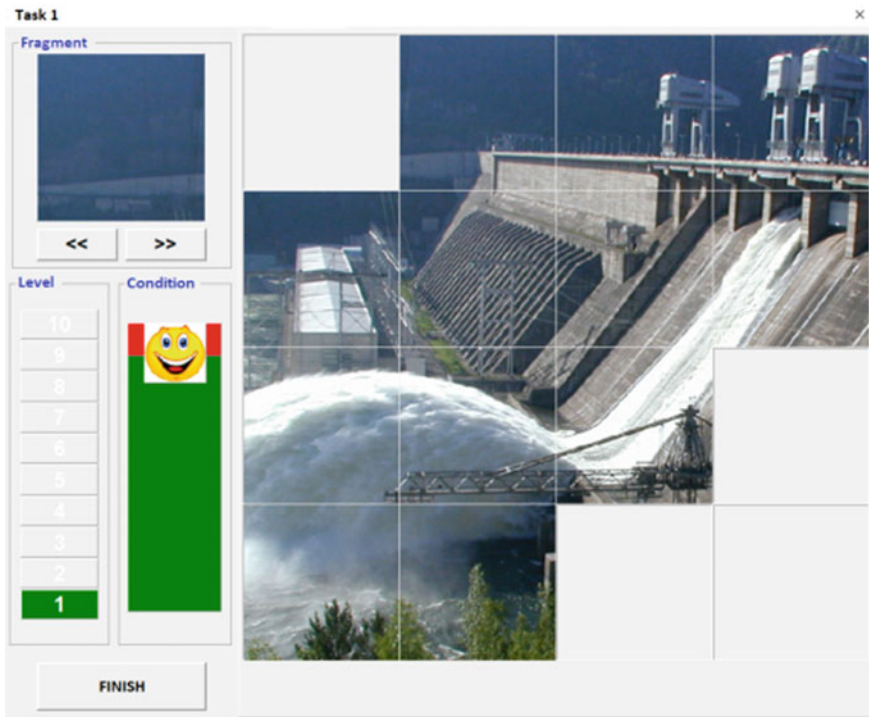 Task 1
×
Fragment
<<
>>
Level
Condition
10
9
8
7
6
5
4
3
2
1
FINISH